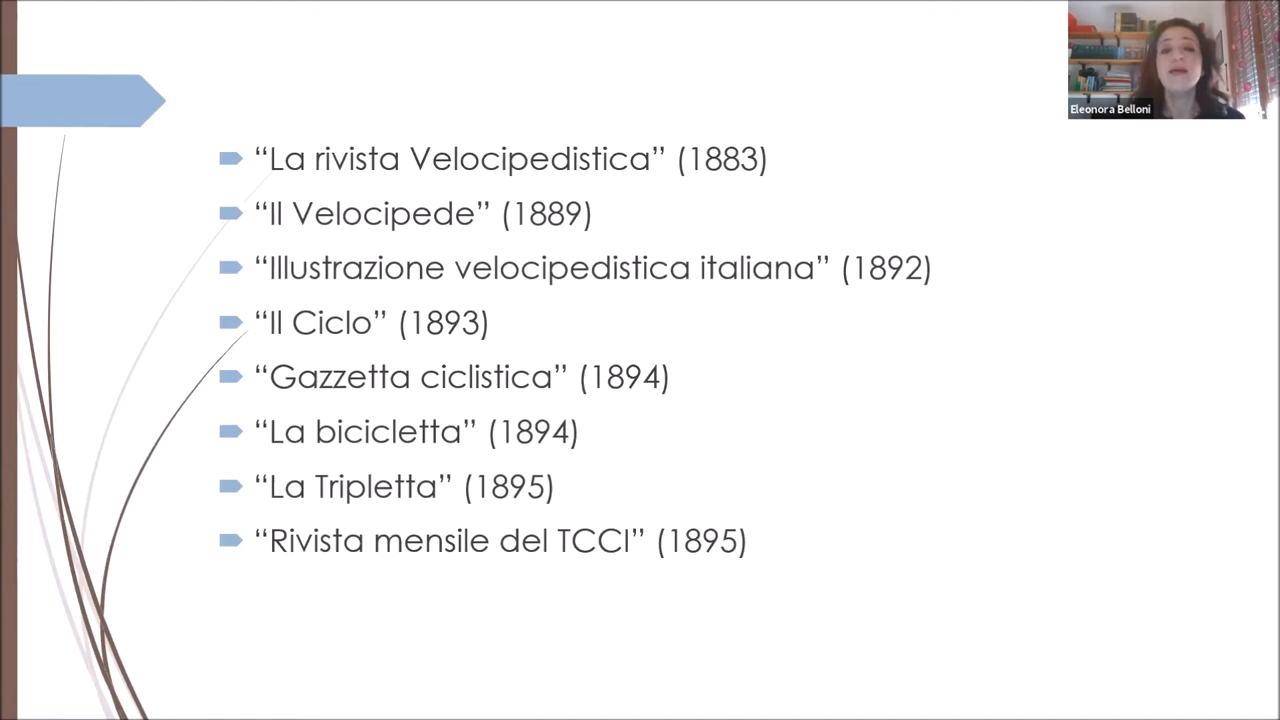 Eleonora Belloni
“La rivista Velocipedistica” (1883)
“Il Velocipede” (1889)
“Illustrazione velocipedistica italiana” (1892)
“Il Ciclo” (1893)
“Gazzetta ciclistica” (1894)
“La bicicletta” (1894)
“La Tripletta” (1895)
“Rivista mensile del TCCI” (1895)